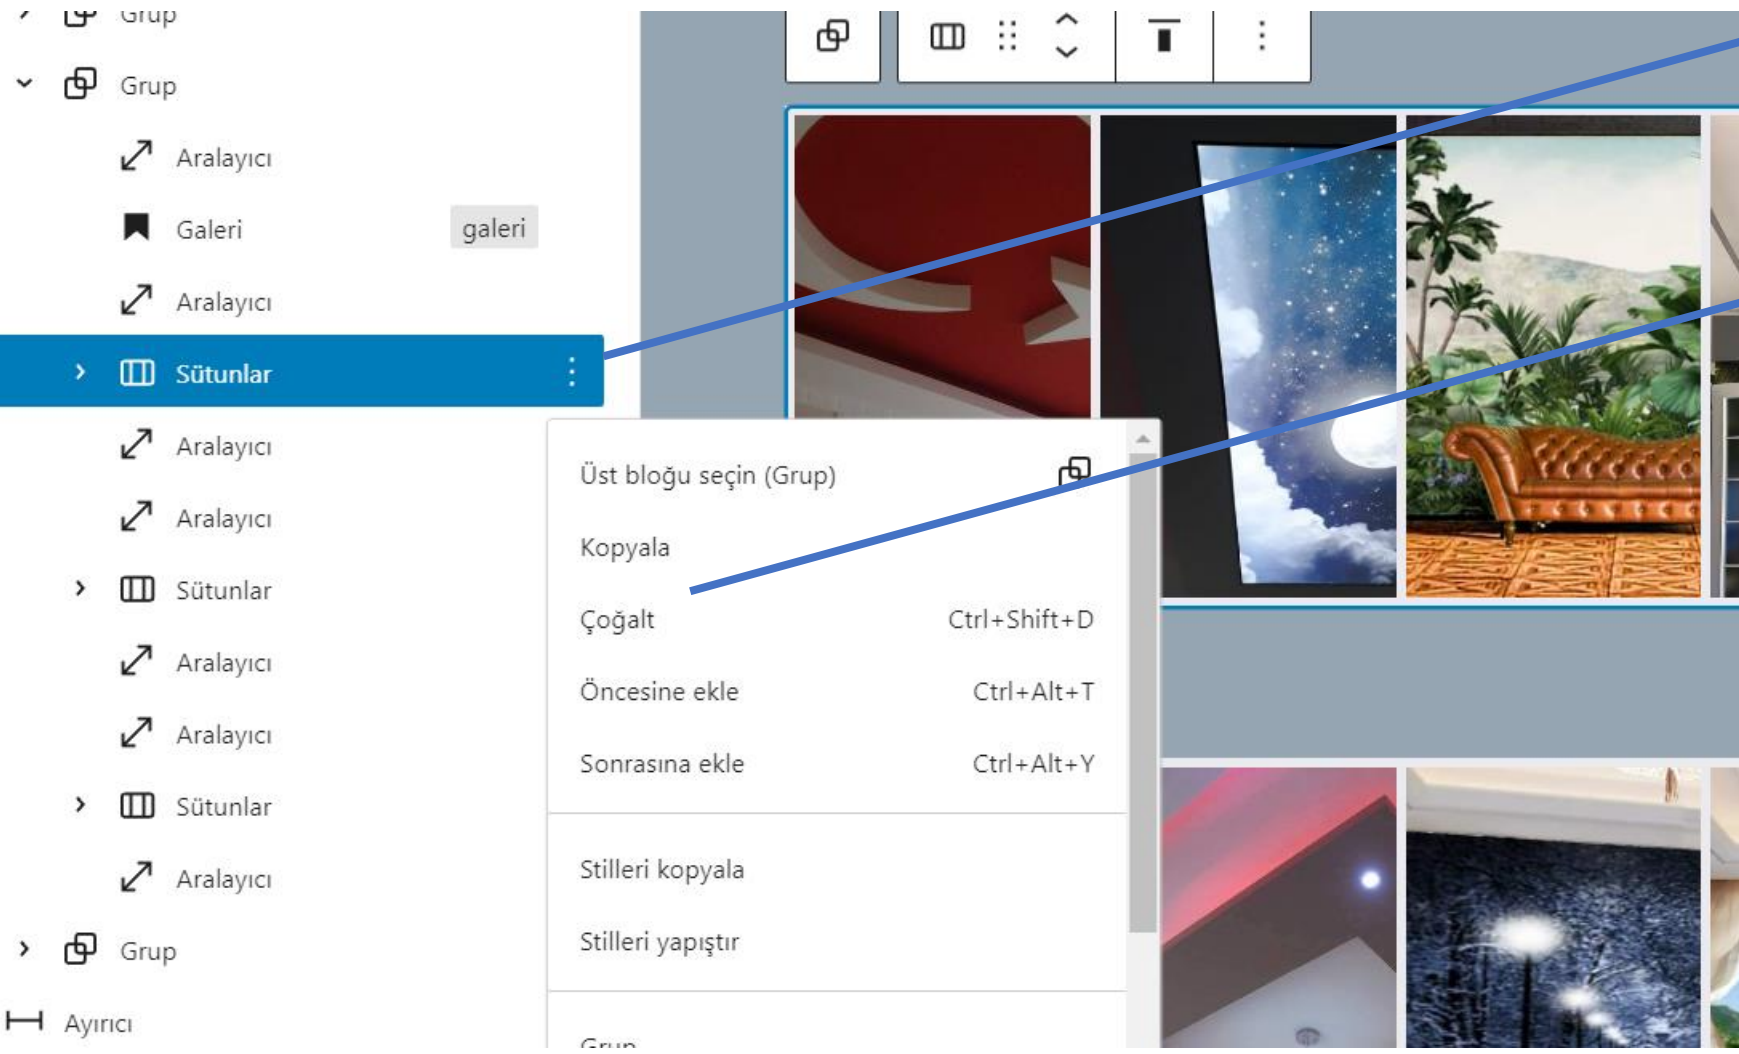 Grup
Grup
Aralayıcı
Galeri galeri
Aralayıcı
Sütunlar
Aralayıcı
Aralayıcı
Sütunlar
Aralayıcı
Aralayıcı
Sütunlar
Aralayıcı
Grup
Ayırıcı
Üst bloğu seçin (Grup)
Kopyala
Çoğalt Ctrl+Shift+D
Öncesine ekle Ctrl+Alt+T
Sonrasına ekle Ctrl+Alt+Y
Stilleri kopyala
Stilleri yapıştır
Grup